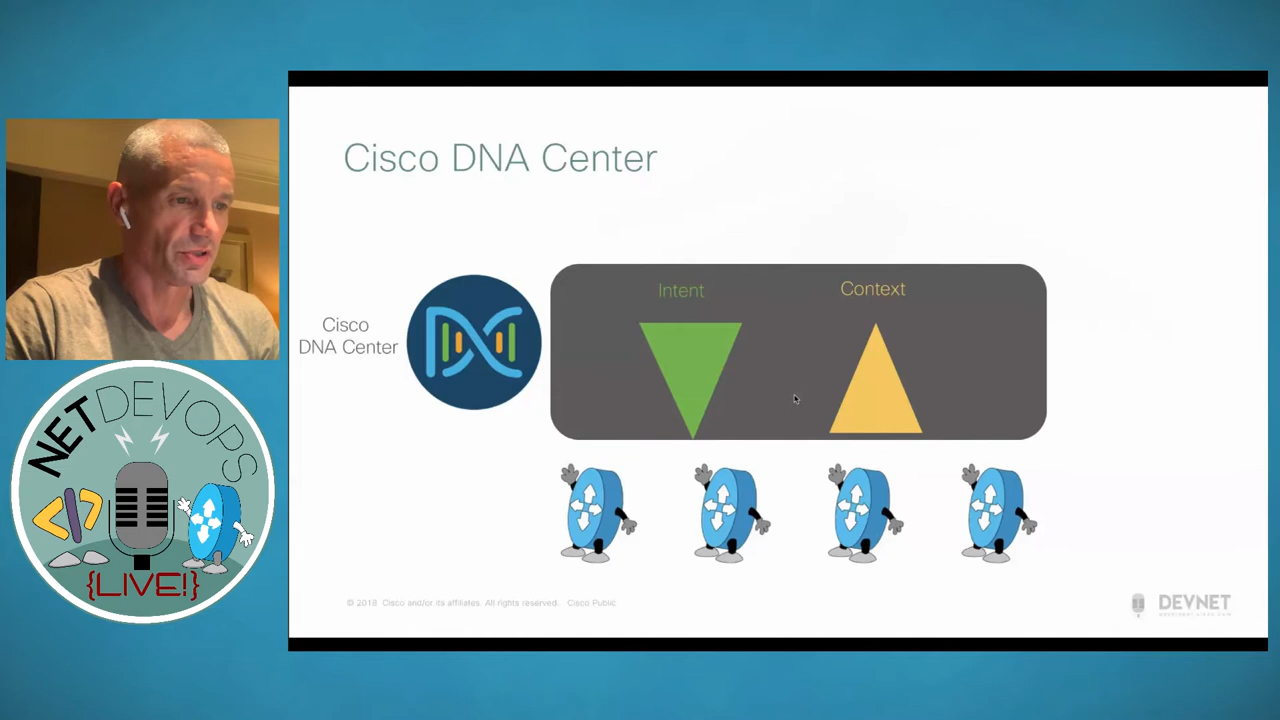 Cisco DNA Center
Intent
Context
Cisco
DNA Center
NETDEVOPS
</>
{LIVE!}
© 2018 Cisco and/or its affiliates. All rights reserved. Cisco Public
DEVNET